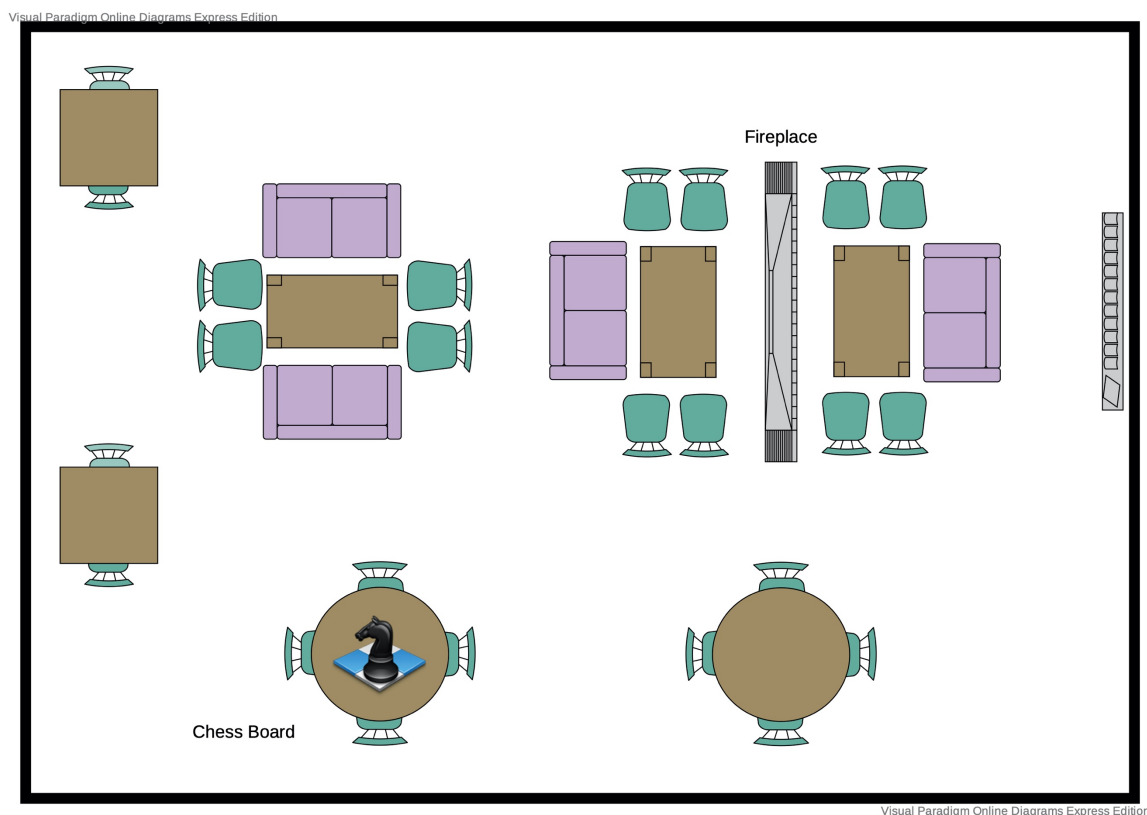 Visual Paradigm Online Diagrams Express Edition
Fireplace
Chess Board
Visual Paradigm Online Diagrams Express Edition